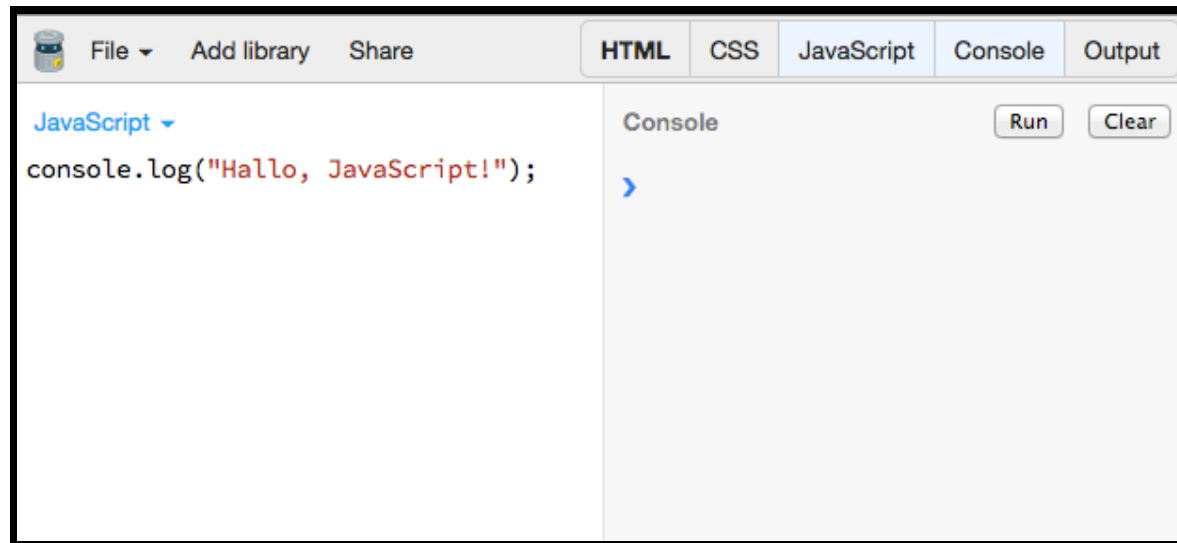 File Add library Share HTML CSS JavaScript Console Output
JavaScript
console.log("Hallo, JavaScript!");
Console Run Clear